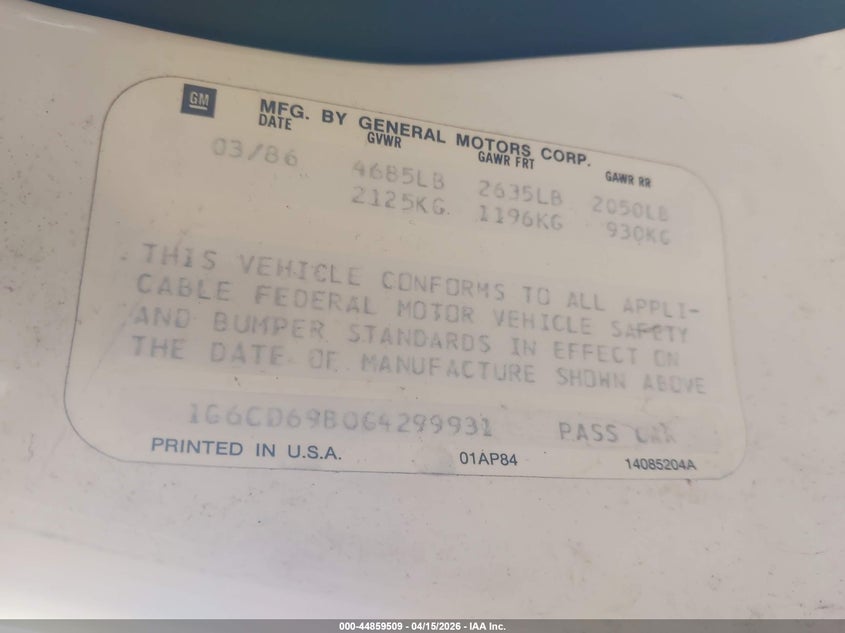 GM
MFG. BY GENERAL MOTORS CORP.
DATE GVWR GAWR FRT GAWR RR
03/86 4685LB 2635LB 2050LB
2125KG 1196KG 930KG
THIS VEHICLE CONFORMS TO ALL APPLI-
CABLE FEDERAL MOTOR VEHICLE SAFETY
AND BUMPER STANDARDS IN EFFECT ON
THE DATE OF MANUFACTURE SHOWN ABOVE
1G6CD69B0G4299931 PASS CAR
PRINTED IN U.S.A. 01AP84 14085204A
000-44859509 - 04/15/2026 - IAA Inc.